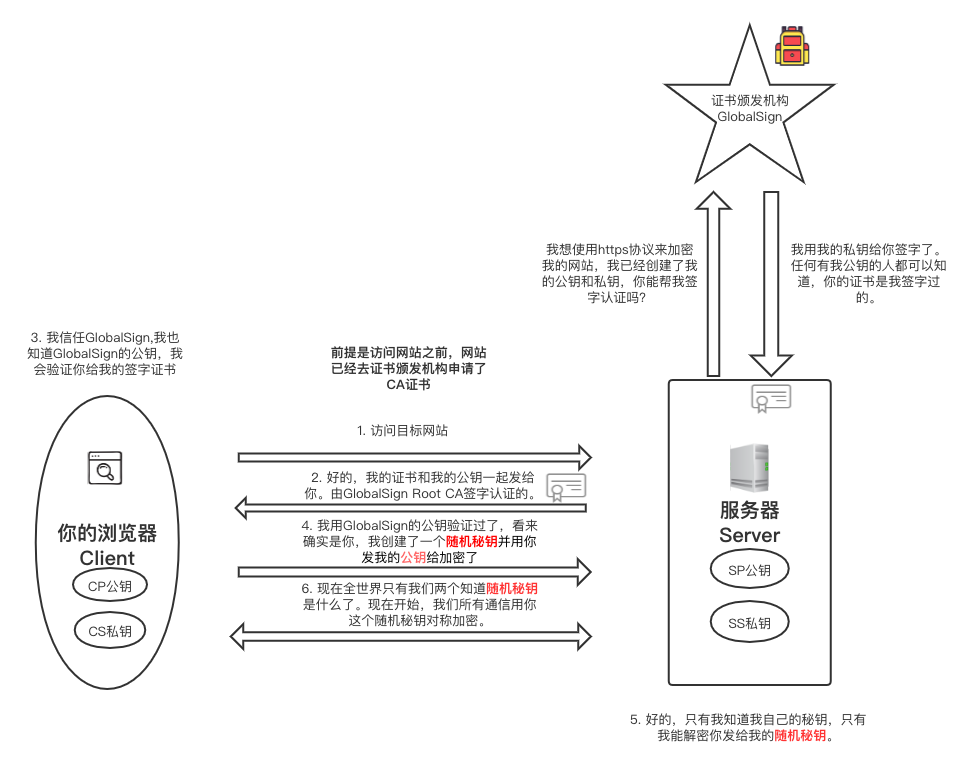 证书颁发机构
GlobalSign
我想使用https协议来加密
我的网站，我已经创建了我
的公钥和私钥，你能帮我签
字认证吗？
我用我的私钥给你签字了。
任何有我公钥的人都可以知
道，你的证书是我签字过
的。
3. 我信任GlobalSign,我也
知道GlobalSign的公钥，我
会验证你给我的签字证书
前提是访问网站之前，网站
已经去证书颁发机构申请了
CA证书
1. 访问目标网站
2. 好的，我的证书和我的公钥一起发给
你。由GlobalSign Root CA签字认证的。
4. 我用GlobalSign的公钥验证过了，看来
确实是你，我创建了一个随机秘钥并用你
发我的公钥给加密了
6. 现在全世界只有我们两个知道随机秘钥
是什么了。现在开始，我们所有通信用你
这个随机秘钥对称加密。
你的浏览器
Client
CP公钥
CS私钥
服务器
Server
SP公钥
SS私钥
5. 好的，只有我知道我自己的秘钥，只有
我能解密你发给我的随机秘钥。